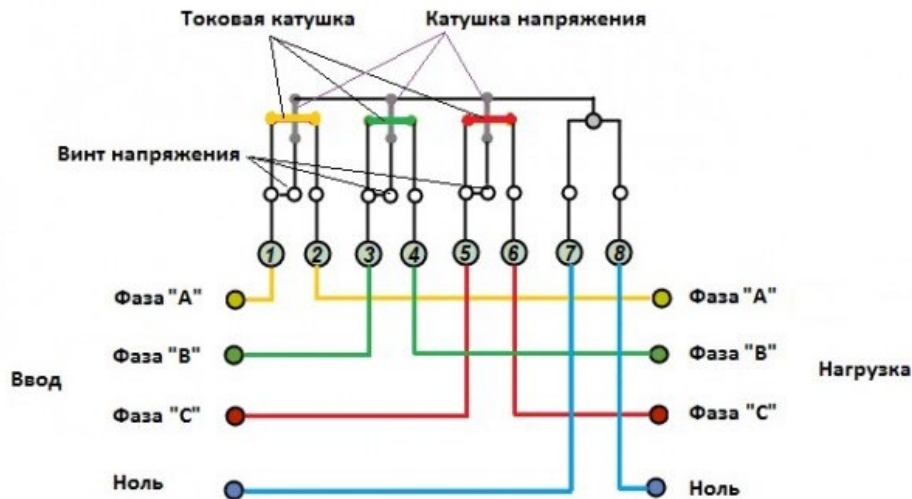 Токовая катушка
Катушка напряжения
Винт напряжения
1 2 3 4 5 6 7 8
Фаза "А" Фаза "А"
Фаза "В" Фаза "В"
Ввод Нагрузка
Фаза "С" Фаза "С"
Ноль Ноль